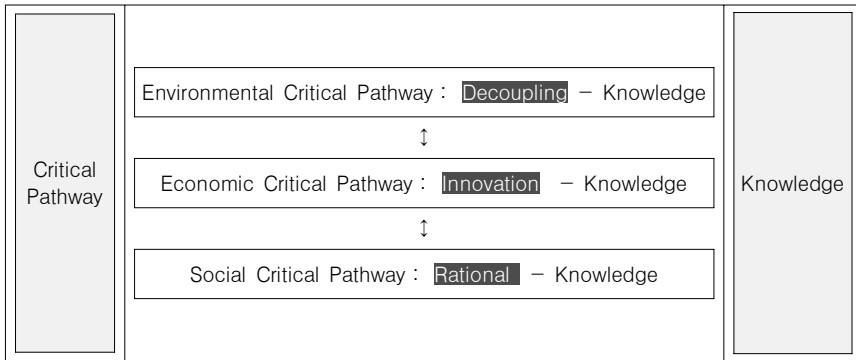 Critical
Pathway
Environmental Critical Pathway : Decoupling - Knowledge
↕
Economic Critical Pathway : Innovation - Knowledge
↕
Social Critical Pathway : Rational - Knowledge
Knowledge